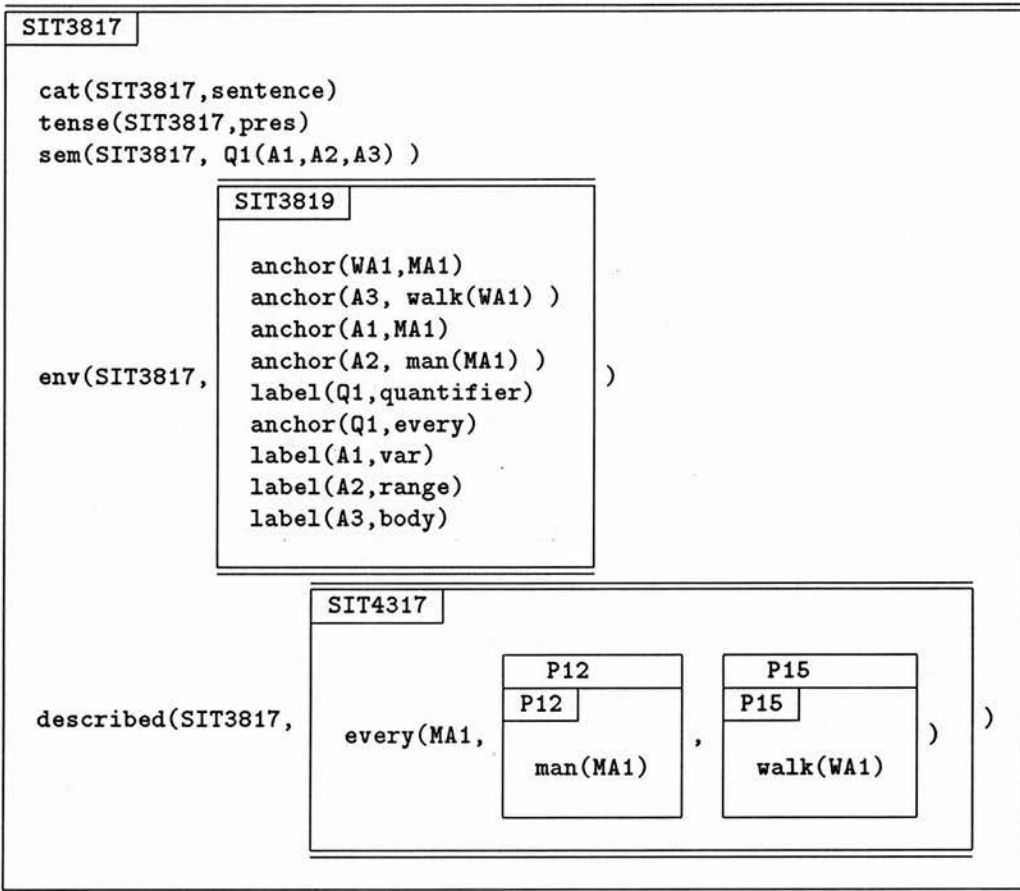 SIT3817
cat(SIT3817,sentence)
tense(SIT3817,pres)
sem(SIT3817, Q1(A1,A2,A3) )
SIT3819
anchor(WA1,MA1)
anchor(A3, walk(WA1) )
anchor(A1,MA1)
anchor(A2, man(MA1) )
env(SIT3817, )
label(Q1,quantifier)
anchor(Q1,every)
label(A1,var)
label(A2,range)
label(A3,body)
SIT4317
P12 P15
P12 P15
described(SIT3817, every(MA1, , ) )
man(MA1) walk(WA1)